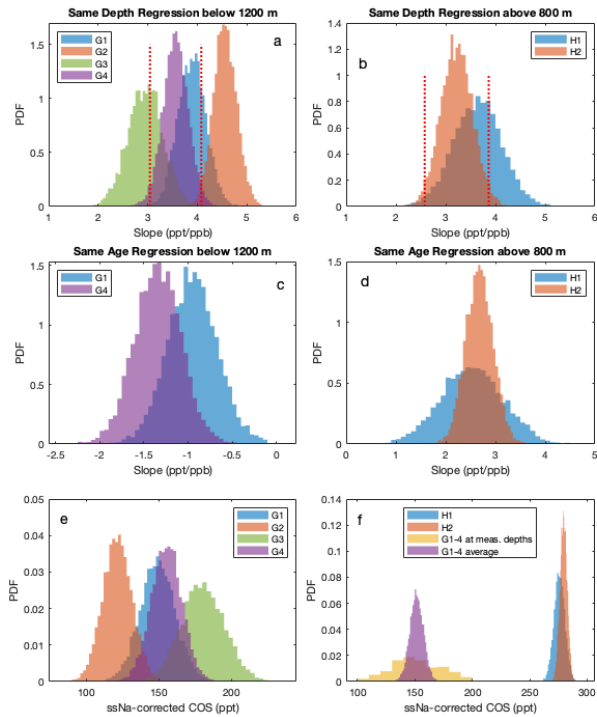 Same Depth Regression below 1200 m
a
G1
G2
G3
G4
PDF
1.5
1
0.5
0
1 2 3 4 5 6
Slope (ppt/ppb)
Same Depth Regression above 800 m
b
H1
H2
PDF
1.4
1.2
1
0.8
0.6
0.4
0.2
0
1 2 3 4 5 6
Slope (ppt/ppb)
Same Age Regression below 1200 m
c
G1
G4
PDF
1.5
1
0.5
0
-2.5 -2 -1.5 -1 -0.5 0
Slope (ppt/ppb)
Same Age Regression above 800 m
d
H1
H2
PDF
1.5
1
0.5
0
0 1 2 3 4 5
Slope (ppt/ppb)
e
G1
G2
G3
G4
PDF
0.05
0.04
0.03
0.02
0.01
0
100 150 200
ssNa-corrected COS (ppt)
f
H1
H2
G1-4 at meas. depths
G1-4 average
PDF
0.14
0.12
0.1
0.08
0.06
0.04
0.02
0
100 150 200 250 300
ssNa-corrected COS (ppt)